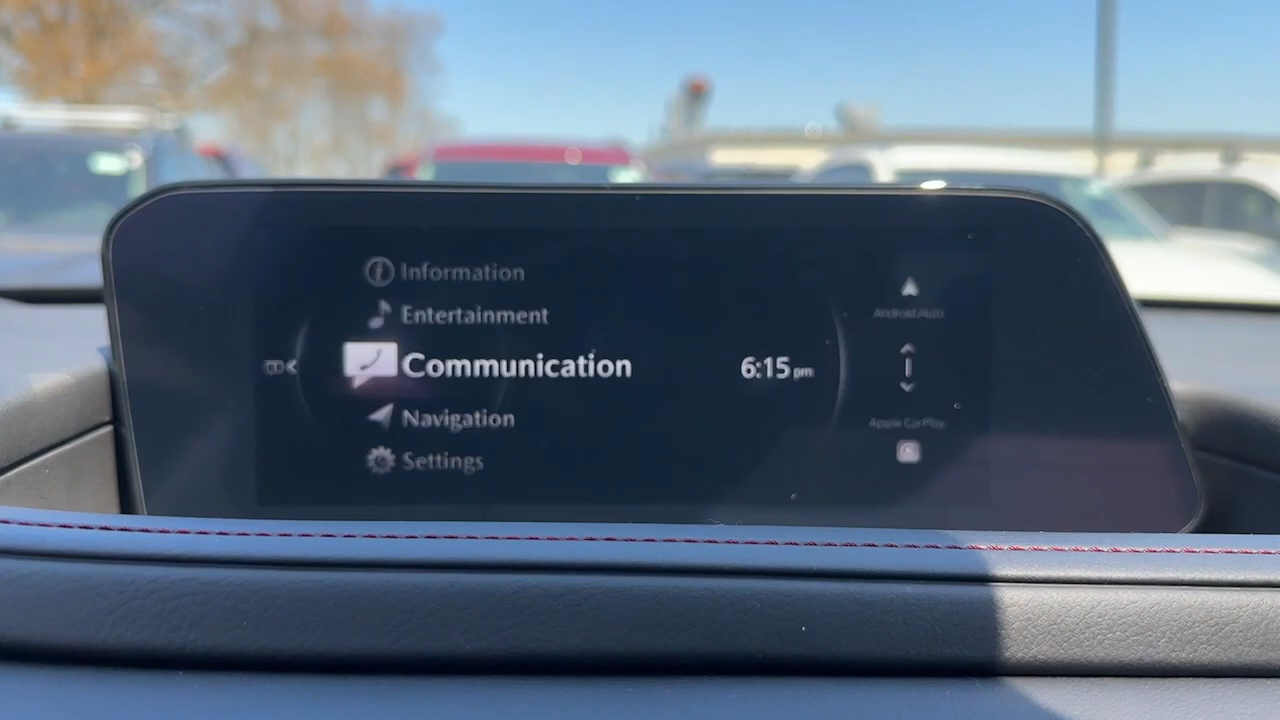 Information
Entertainment
Communication
Navigation
Settings
6:15 pm
Android Auto
Apple CarPlay